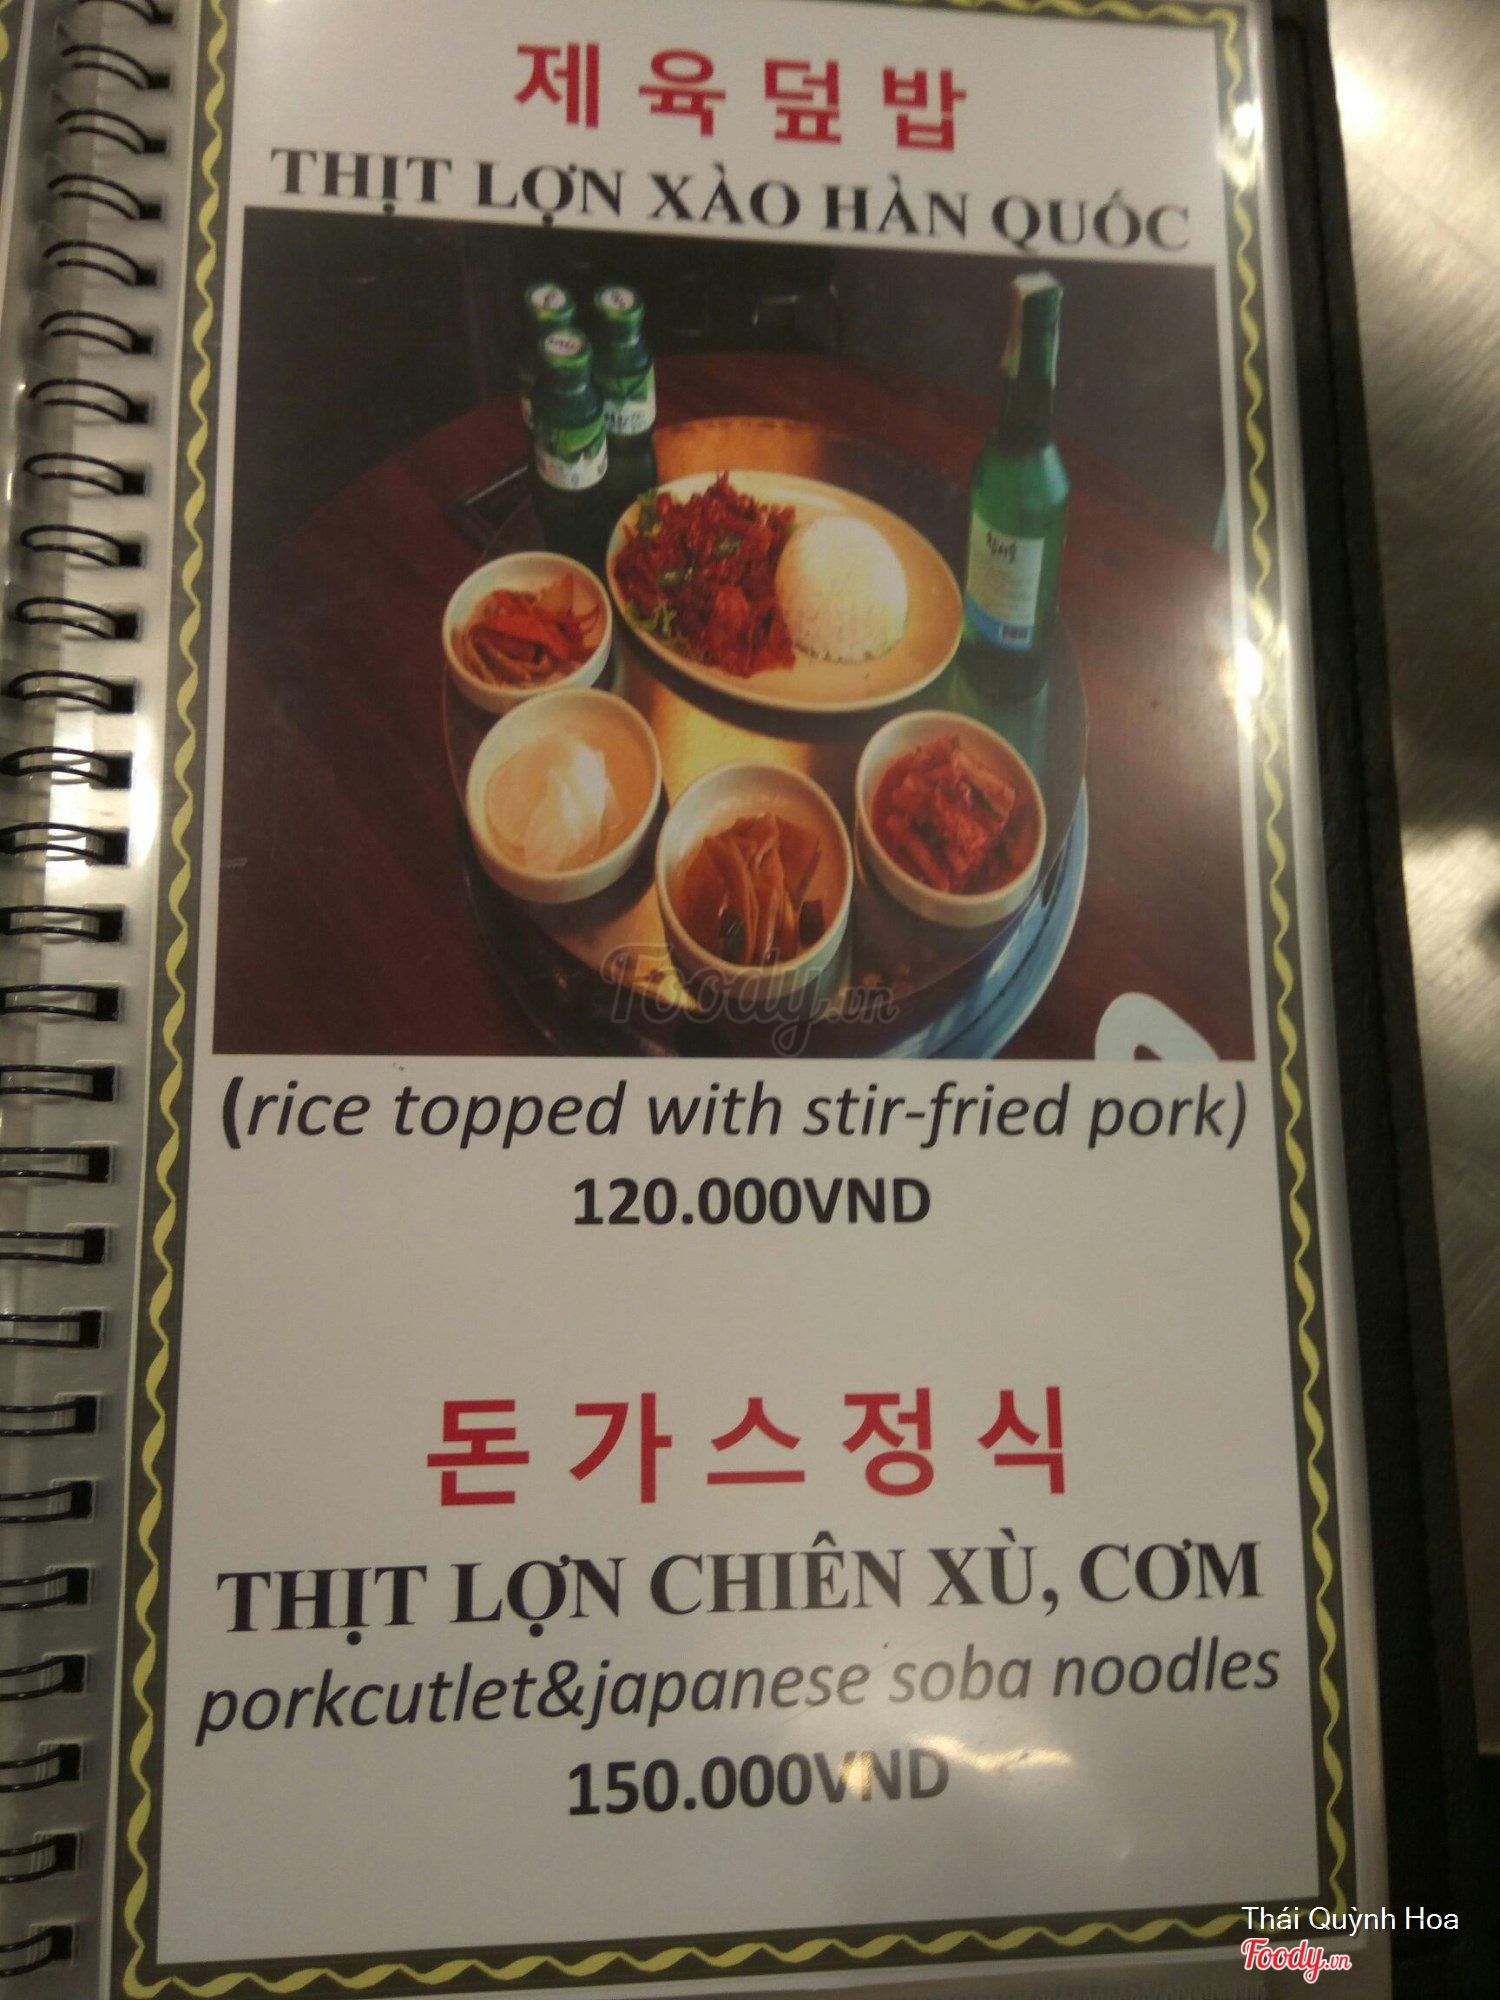 제육덮밥
THỊT LỢN XÀO HÀN QUỐC
Foody.vn
(rice topped with stir-fried pork)
120.000VND
돈가스정식
THỊT LỢN CHIÊN XÙ, CƠM
porkcutlet&japanese soba noodles
150.000VND
Thái Quỳnh Hoa
Foody.vn